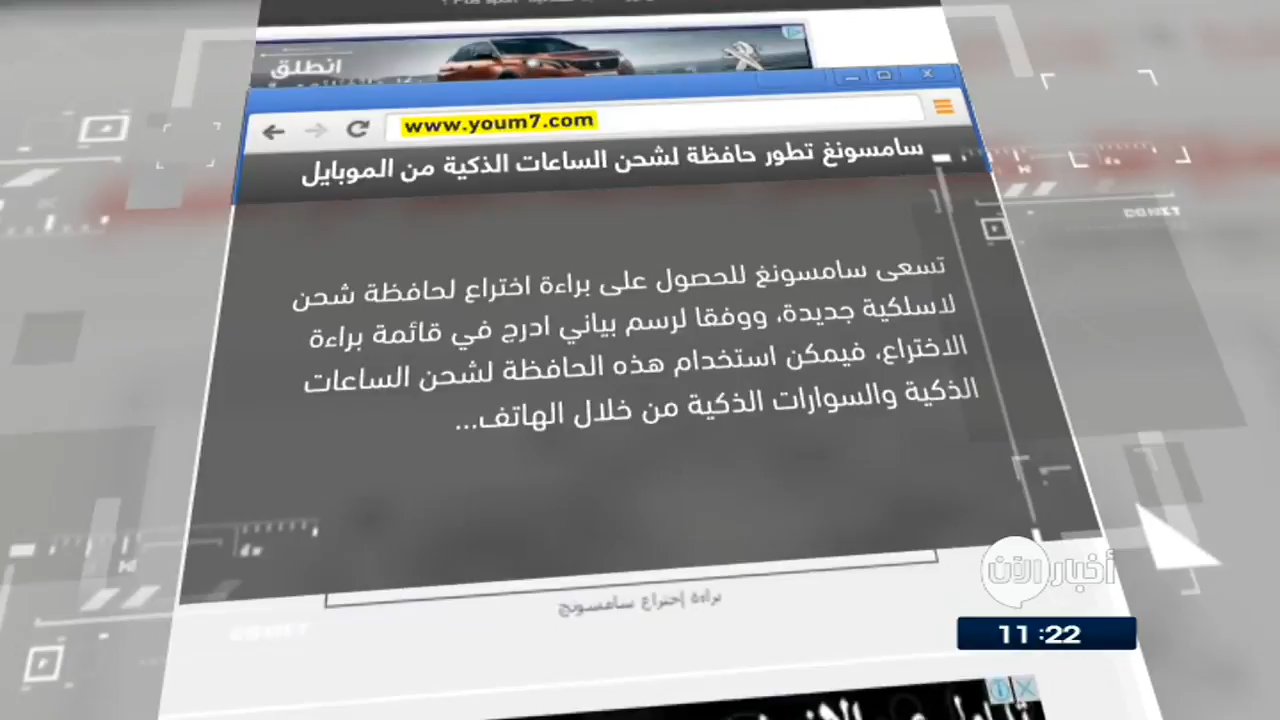 انطلق
www.youm7.com
سامسونغ تطور حافظة لشحن الساعات الذكية من الموبايل
تسعى سامسونغ للحصول على براءة اختراع لحافظة شحن
لاسلكية جديدة، ووفقا لرسم بياني ادرج في قائمة براءة
الاختراع، فيمكن استخدام هذه الحافظة لشحن الساعات
الذكية والسوارات الذكية من خلال الهاتف...
براءة إختراع سامسونج
أخبار الآن
11:22